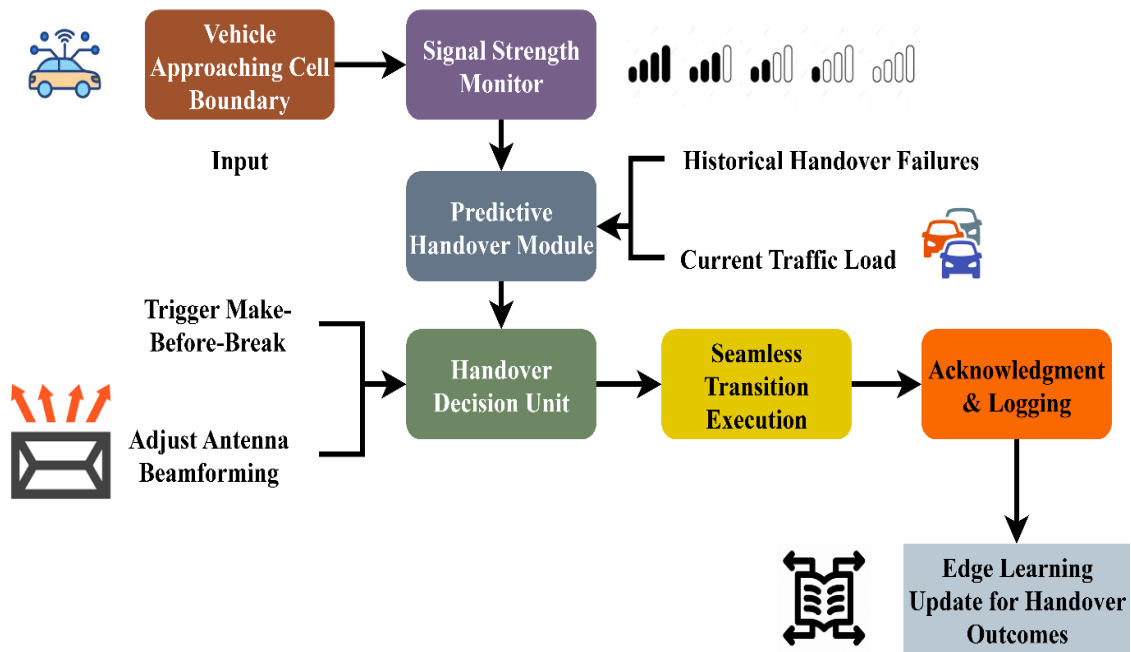 Vehicle
Approaching Cell
Boundary
Signal Strength
Monitor
Input
Historical Handover Failures
Predictive
Handover Module
Current Traffic Load
Trigger Make-
Before-Break
Handover
Decision Unit
Seamless
Transition
Execution
Acknowledgment
& Logging
Adjust Antenna
Beamforming
Edge Learning
Update for Handover
Outcomes